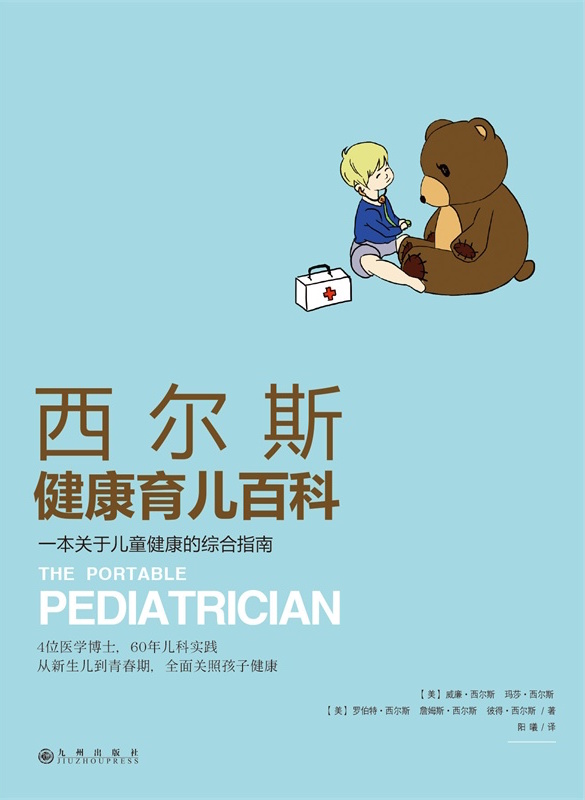 西尔斯
健康育儿百科
一本关于儿童健康的综合指南
THE PORTABLE
PEDIATRICIAN
4位医学博士，60年儿科实践
从新生儿到青春期，全面关照孩子健康
【美】威廉·西尔斯 玛莎·西尔斯
【美】罗伯特·西尔斯 詹姆斯·西尔斯 彼得·西尔斯 / 著
阳曦 / 译
九州出版社
JIUZHOUPRESS